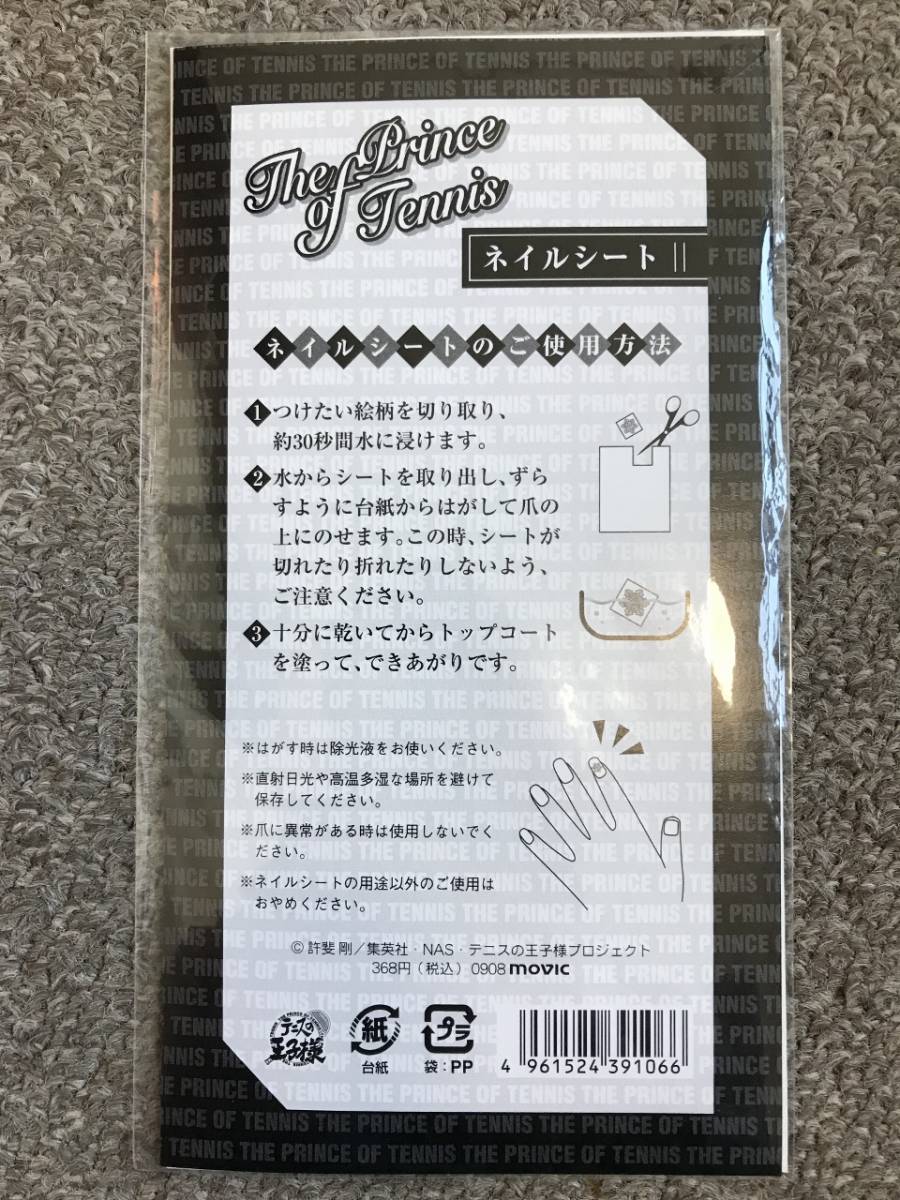 The Prince
of Tennis
ネイルシート ||
ネイルシートのご使用方法
1 つけたい絵柄を切り取り、
約30秒間水に浸けます。
2 水からシートを取り出し、ずら
すように台紙からはがして爪の
上にのせます。この時、シートが
切れたり折れたりしないよう、
ご注意ください。
3 十分に乾いてからトップコート
を塗って、できあがりです。
※はがす時は除光液をお使いください。
※直射日光や高温多湿な場所を避けて
保存してください。
※爪に異常がある時は使用しないでく
ださい。
※ネイルシートの用途以外のご使用は
おやめください。
© 許斐 剛／集英社・NAS・テニスの王子様プロジェクト
368円（税込）0908 movic
テニスの
王子様
紙
台紙
プラ
袋：PP
4 961524 391066